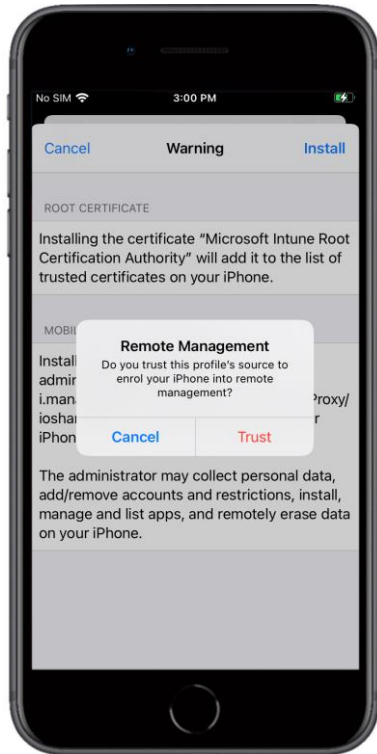 No SIM 3:00 PM
Cancel Warning Install
ROOT CERTIFICATE
Installing the certificate “Microsoft Intune Root
Certification Authority” will add it to the list of
trusted certificates on your iPhone.
MOBIL
Remote Management
Install
Do you trust this profile's source to
admin
enrol your iPhone into remote
i.mana
management?
Proxy/
ioshar
r
iPhon
Cancel Trust
The administrator may collect personal data,
add/remove accounts and restrictions, install,
manage and list apps, and remotely erase data
on your iPhone.